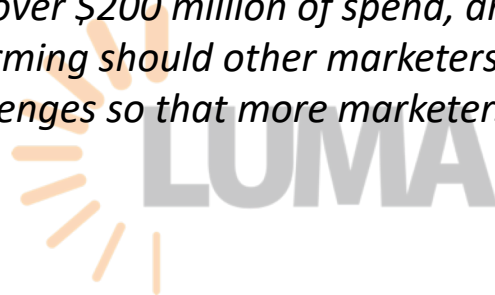 over $200 million of spend, a
rming should other marketers
enges so that more marketer
LUMA